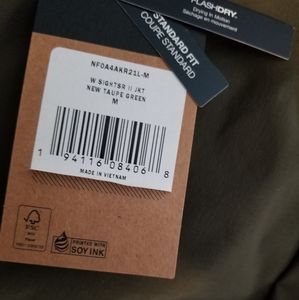 FLASHDRY.
Drying in Motion
Séchage en mouvement
STANDARD FIT
COUPE STANDARD
NF0A4AKR21L-M
W SIGHTSR II JKT
NEW TAUPE GREEN
M
1 94116 08406 8
MADE IN VIETNAM
FSC
PRINTED WITH
SOY INK